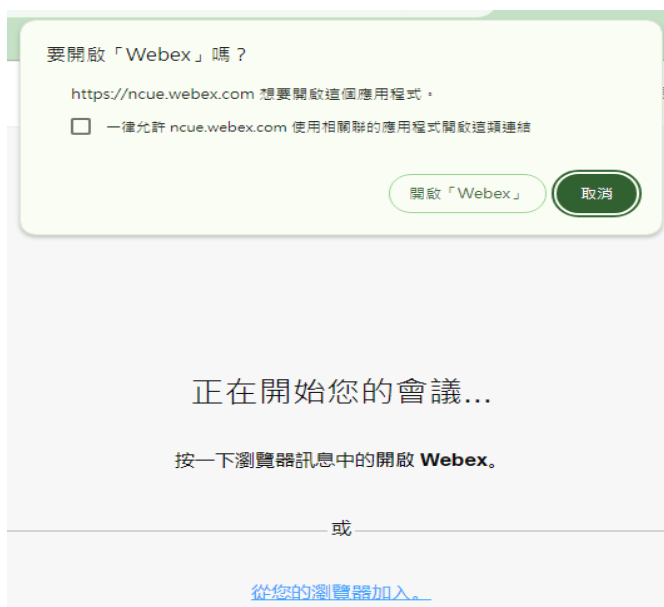 要開啟「Webex」嗎？
https://ncue.webex.com 想要開啟這個應用程式。
一律允許 ncue.webex.com 使用相關聯的應用程式開啟這類連結
開啟「Webex」
取消
正在開始您的會議...
按一下瀏覽器訊息中的開啟 Webex。
或
從您的瀏覽器加入。